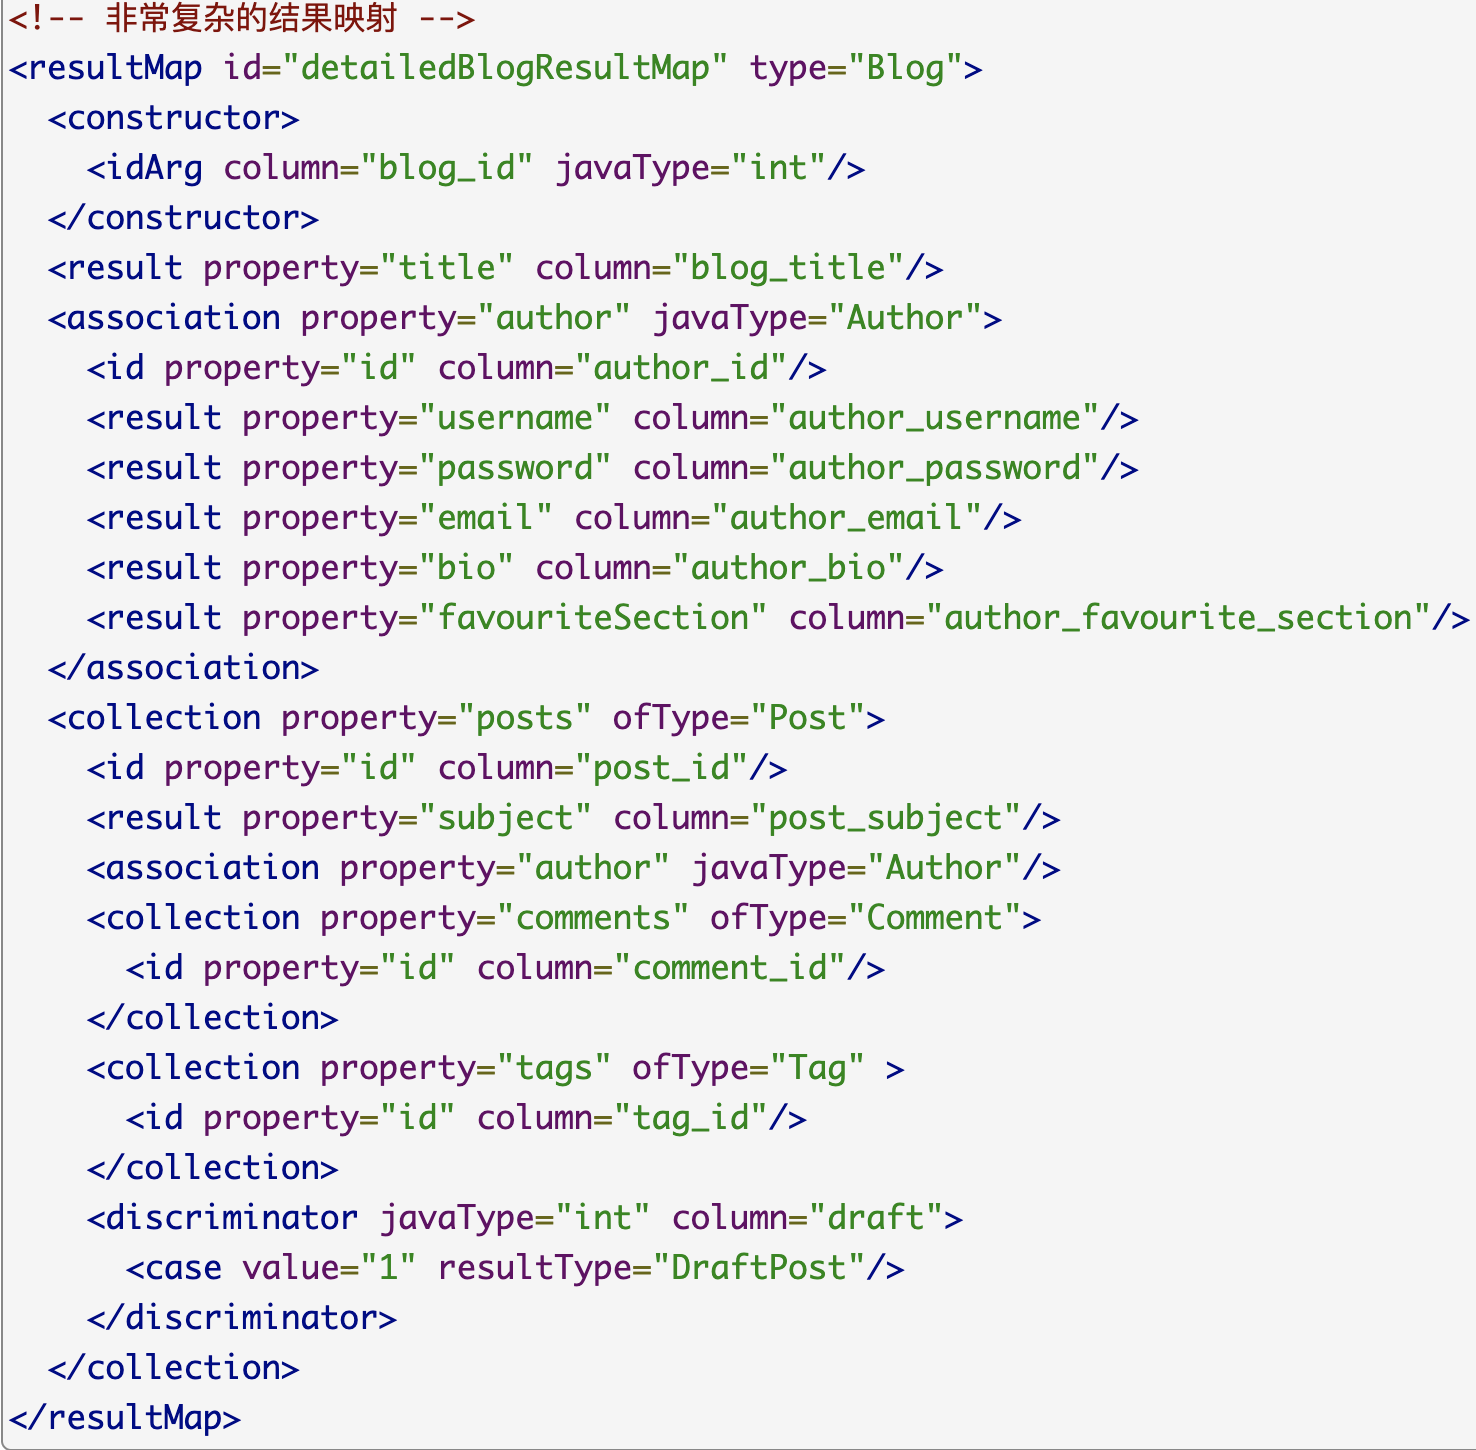 <!-- 非常复杂的结果映射 -->
<resultMap id="detailedBlogResultMap" type="Blog">
  <constructor>
    <idArg column="blog_id" javaType="int"/>
  </constructor>
  <result property="title" column="blog_title"/>
  <association property="author" javaType="Author">
    <id property="id" column="author_id"/>
    <result property="username" column="author_username"/>
    <result property="password" column="author_password"/>
    <result property="email" column="author_email"/>
    <result property="bio" column="author_bio"/>
    <result property="favouriteSection" column="author_favourite_section"/>
  </association>
  <collection property="posts" ofType="Post">
    <id property="id" column="post_id"/>
    <result property="subject" column="post_subject"/>
    <association property="author" javaType="Author"/>
    <collection property="comments" ofType="Comment">
      <id property="id" column="comment_id"/>
    </collection>
    <collection property="tags" ofType="Tag" >
      <id property="id" column="tag_id"/>
    </collection>
    <discriminator javaType="int" column="draft">
      <case value="1" resultType="DraftPost"/>
    </discriminator>
  </collection>
</resultMap>